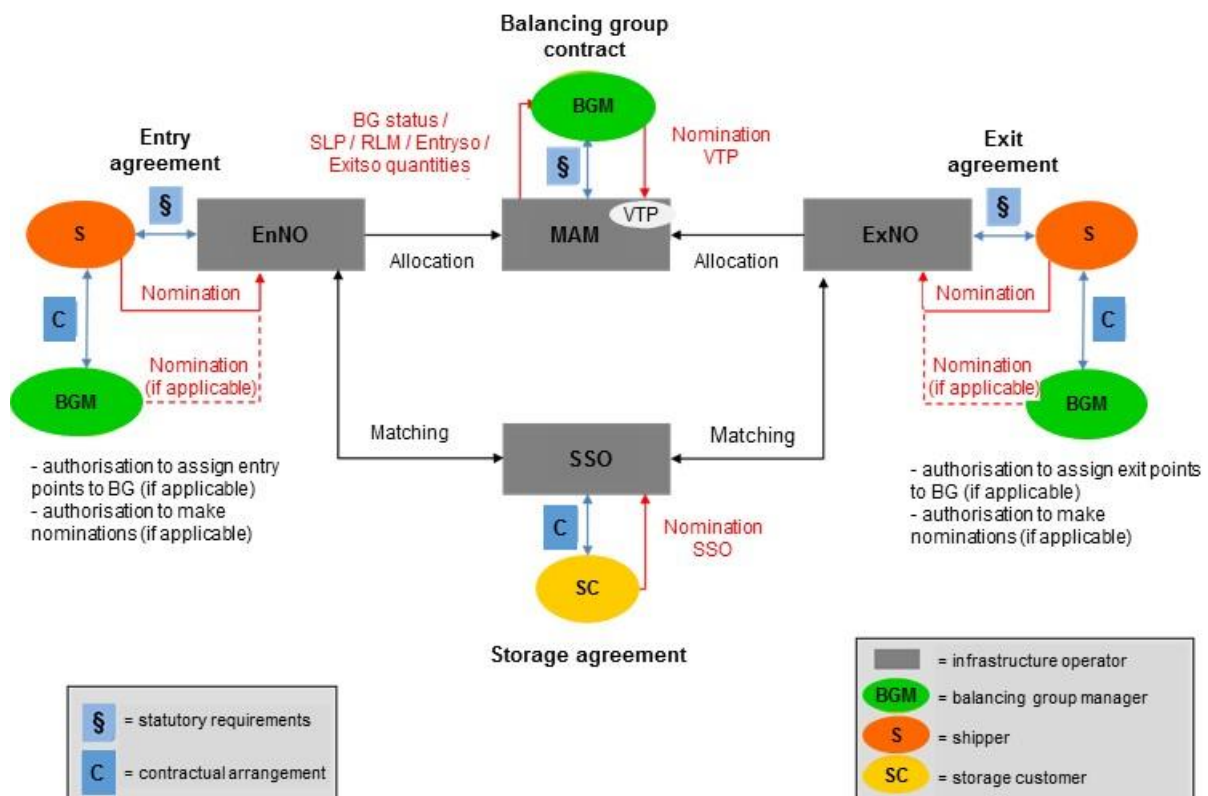 Balancing group
contract
BGM
BG status /
SLP / RLM / Entryso /
Exitso quantities
Nomination
VTP
Entry
agreement
Exit
agreement
§
§
§
S
EnNO
MAM
VTP
ExNO
S
Allocation
Allocation
Nomination
Nomination
C
C
Nomination
(if applicable)
Nomination
(if applicable)
BGM
BGM
Matching
Matching
SSO
- authorisation to assign entry
points to BG (if applicable)
- authorisation to make
nominations (if applicable)
- authorisation to assign exit points
to BG (if applicable)
- authorisation to make
nominations (if applicable)
C
Nomination
SSO
SC
Storage agreement
§ = statutory requirements
C = contractual arrangement
= infrastructure operator
BGM = balancing group manager
S = shipper
SC = storage customer